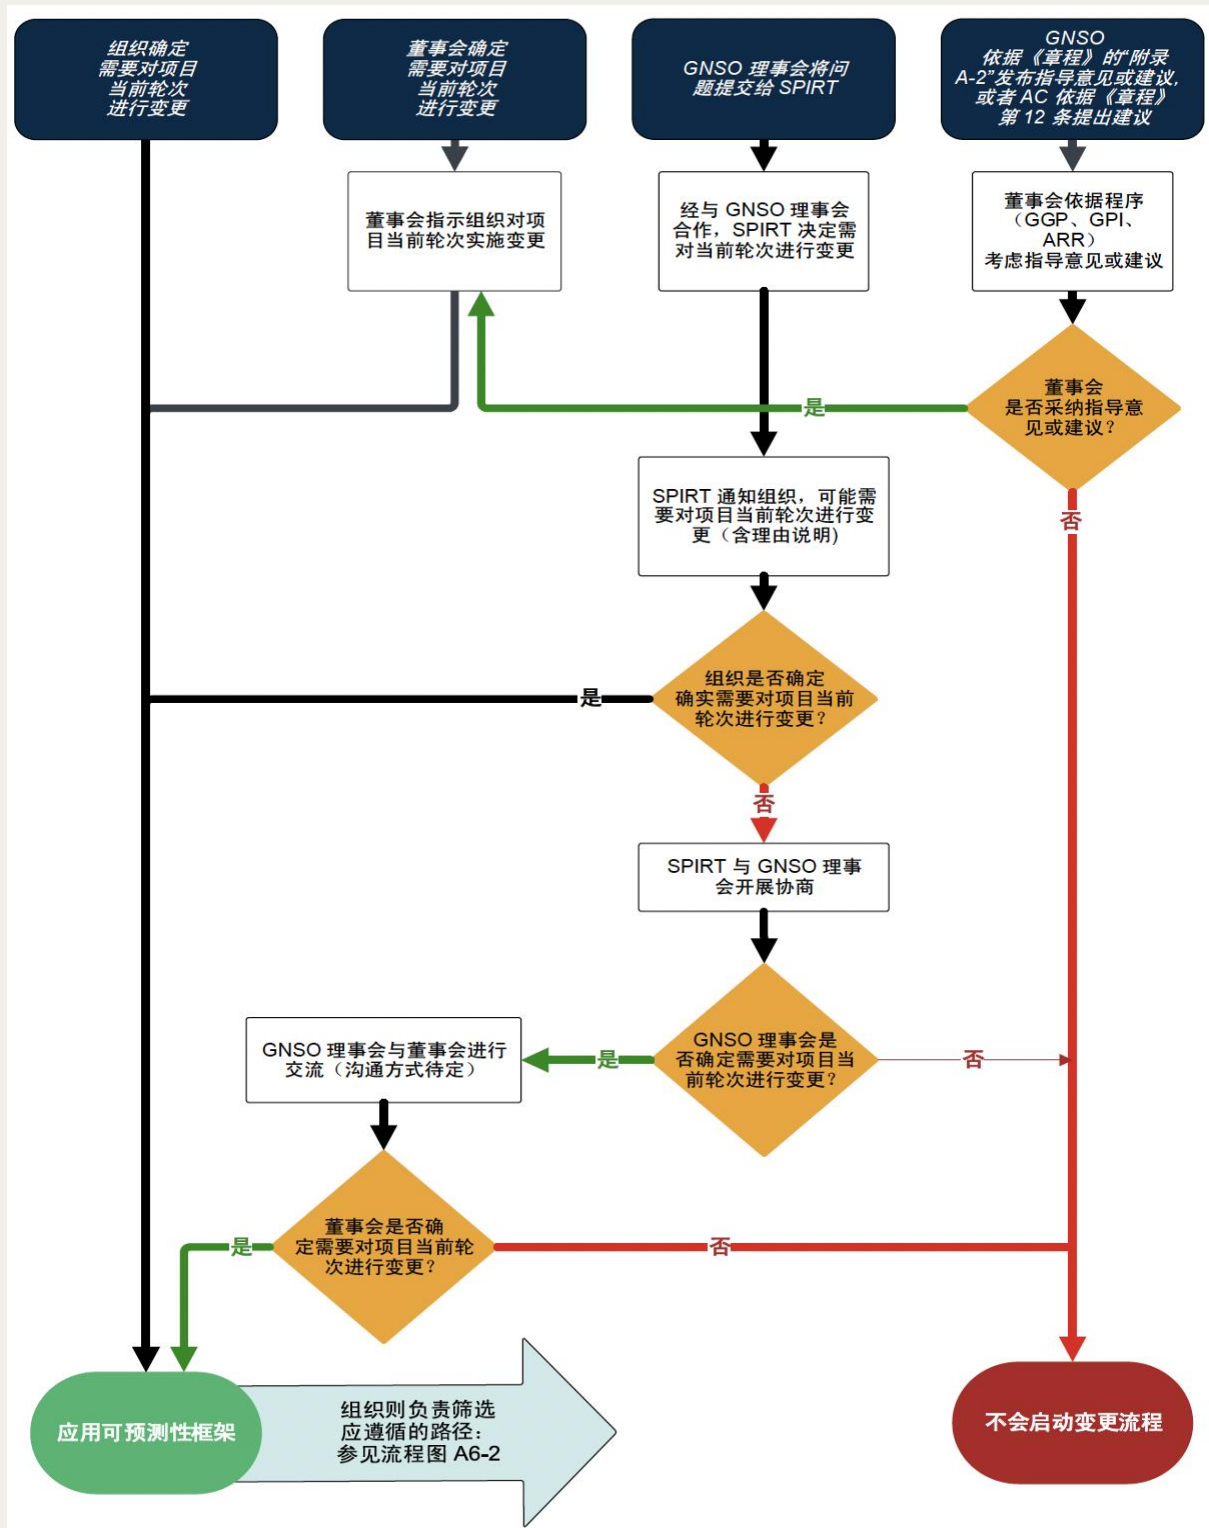 组织确定
需要对项目
当前轮次
进行变更
董事会确定
需要对项目
当前轮次
进行变更
GNSO 理事会将问
题提交给 SPIRT
GNSO
依据《章程》的“附录
A-2”发布指导意见或建议,
或者 AC 依据《章程》
第 12 条提出建议
董事会指示组织对项
目当前轮次实施变更
经与 GNSO 理事会
合作，SPIRT 决定需
对当前轮次进行变更
董事会依据程序
（GGP、GPI、
ARR）
考虑指导意见或建议
董事会
是否采纳指导意
见或建议？
是
否
SPIRT 通知组织，可能需
要对项目当前轮次进行变
更（含理由说明)
组织是否确定
确实需要对项目当前
轮次进行变更？
是
否
SPIRT 与 GNSO 理事
会开展协商
GNSO 理事会是
否确定需要对项目当
前轮次进行变更？
是
否
GNSO 理事会与董事会进行
交流（沟通方式待定）
董事会是否确
定需要对项目当前轮
次进行变更？
是
否
应用可预测性框架
组织则负责筛选
应遵循的路径：
参见流程图 A6-2
不会启动变更流程